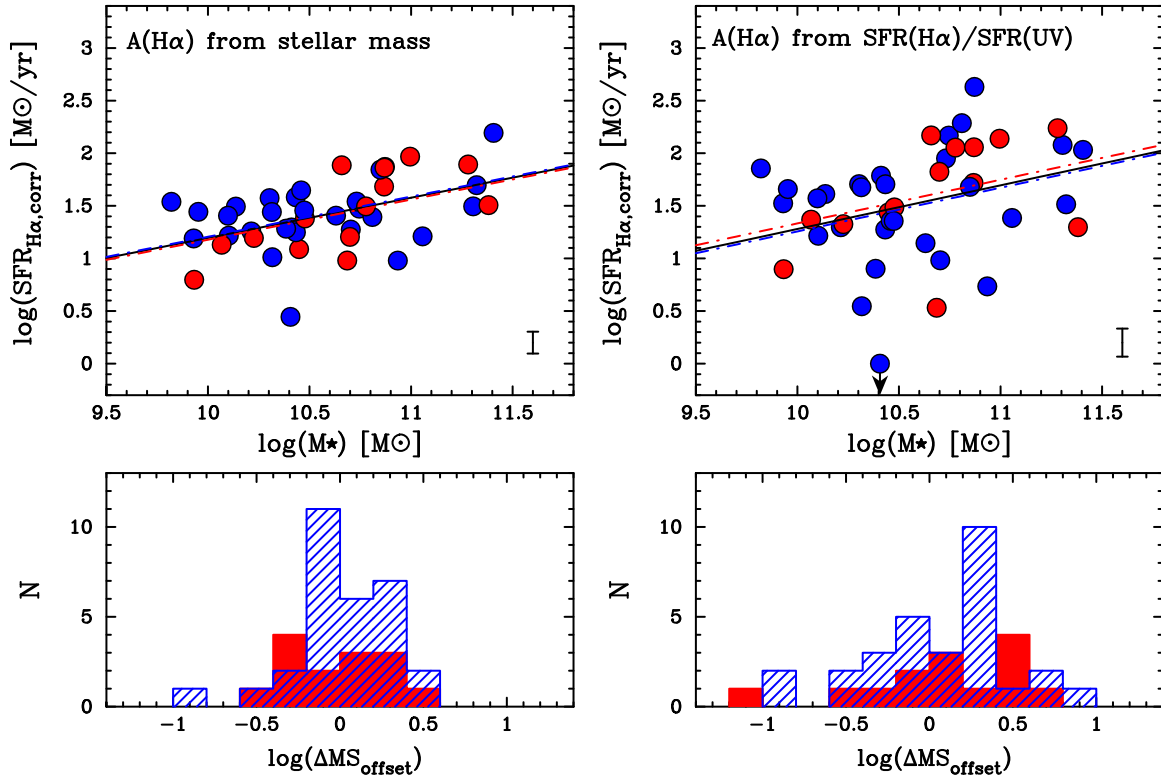 A(Hα) from stellar mass
log(SFR_Hα,corr) [M⊙/yr]
3
2.5
2
1.5
1
0.5
0
9.5 10 10.5 11 11.5
log(M★) [M⊙]
A(Hα) from SFR(Hα)/SFR(UV)
log(SFR_Hα,corr) [M⊙/yr]
3
2.5
2
1.5
1
0.5
0
9.5 10 10.5 11 11.5
log(M★) [M⊙]
N
10
5
0
−1 −0.5 0 0.5 1
log(ΔMS_offset)
N
10
5
0
−1 −0.5 0 0.5 1
log(ΔMS_offset)